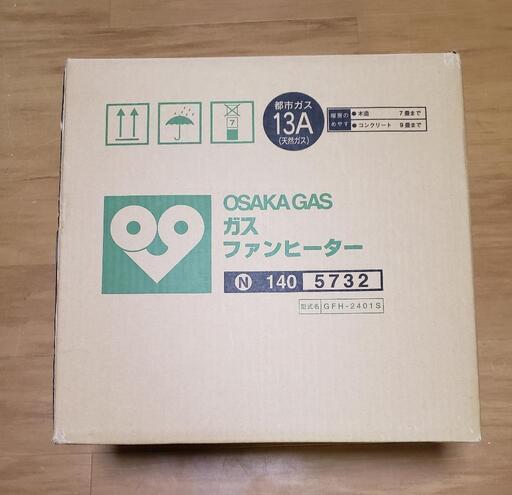 7
都市ガス
13A
(天然ガス)
暖房の
めやす
● 木造 7畳まで
● コンクリート 9畳まで
OSAKA GAS
ガス
ファンヒーター
N 140 5732
型式名 GFH-2401S